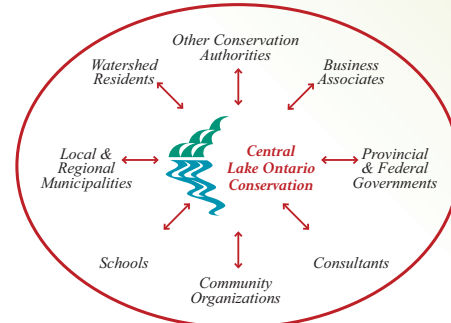 Other Conservation
Authorities
Watershed
Residents
Business
Associates
Local &
Regional
Municipalities
Central
Lake Ontario
Conservation
Provincial
& Federal
Governments
Schools
Community
Organizations
Consultants